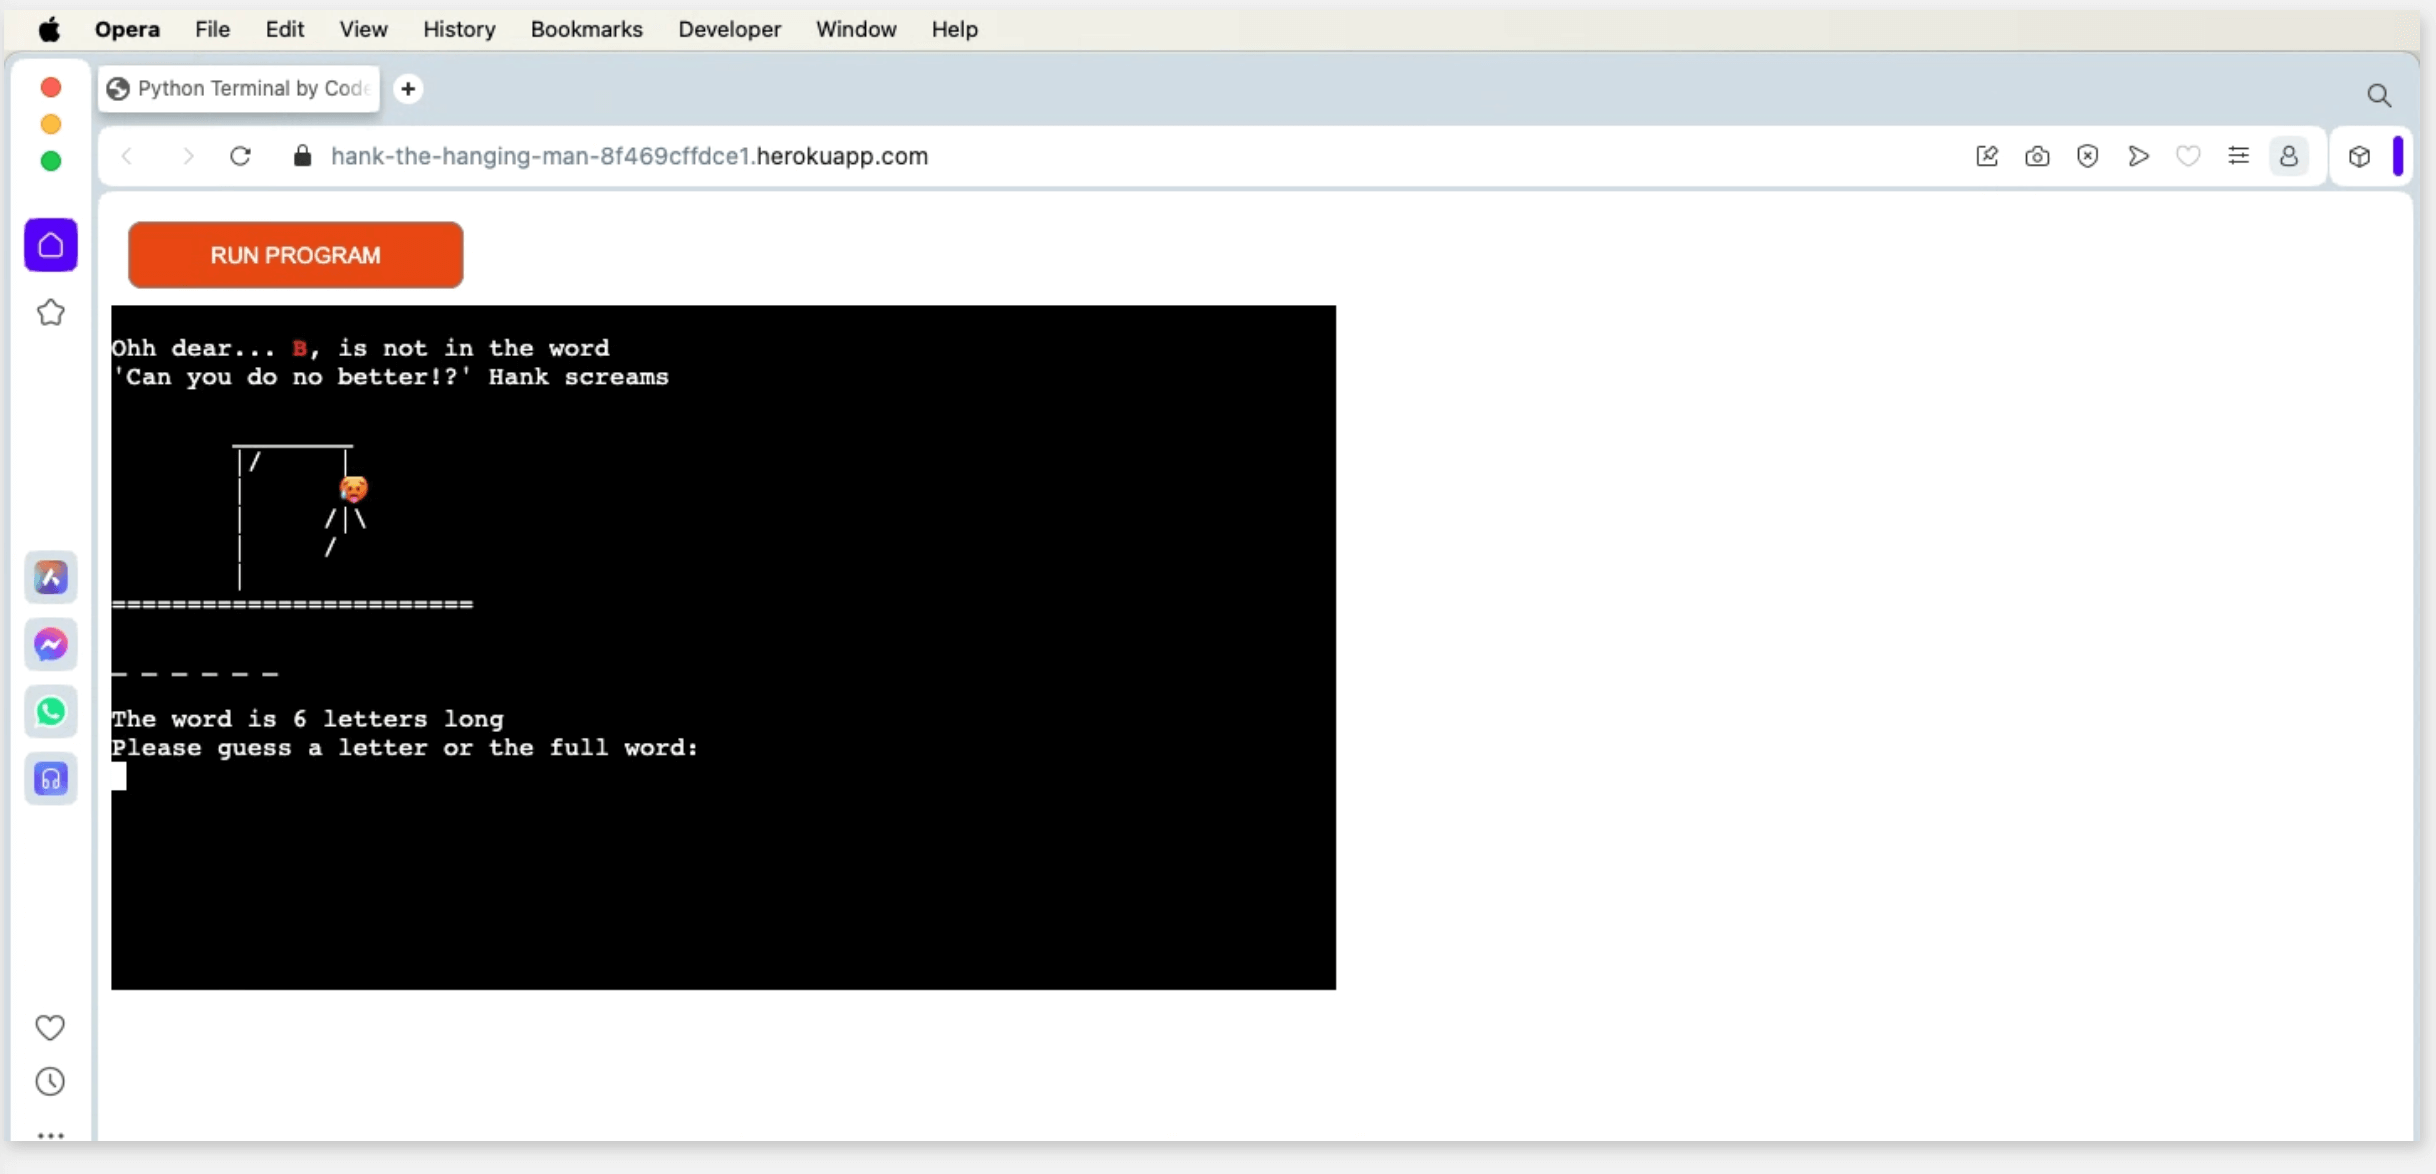 Opera File Edit View History Bookmarks Developer Window Help
Python Terminal by Code
hank-the-hanging-man-8f469cffdce1.herokuapp.com
RUN PROGRAM
Ohh dear... B, is not in the word
'Can you do no better!?' Hank screams
========================
_ _ _ _ _ _
The word is 6 letters long
Please guess a letter or the full word: